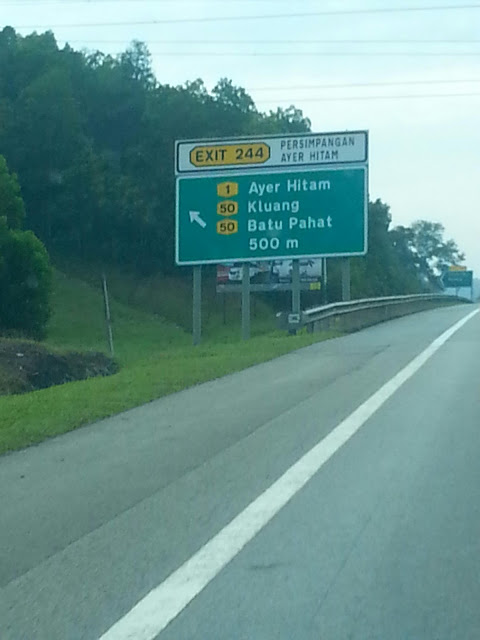 EXIT 244
PERSIMPANGAN
AYER HITAM
1 Ayer Hitam
50 Kluang
50 Batu Pahat
500 m